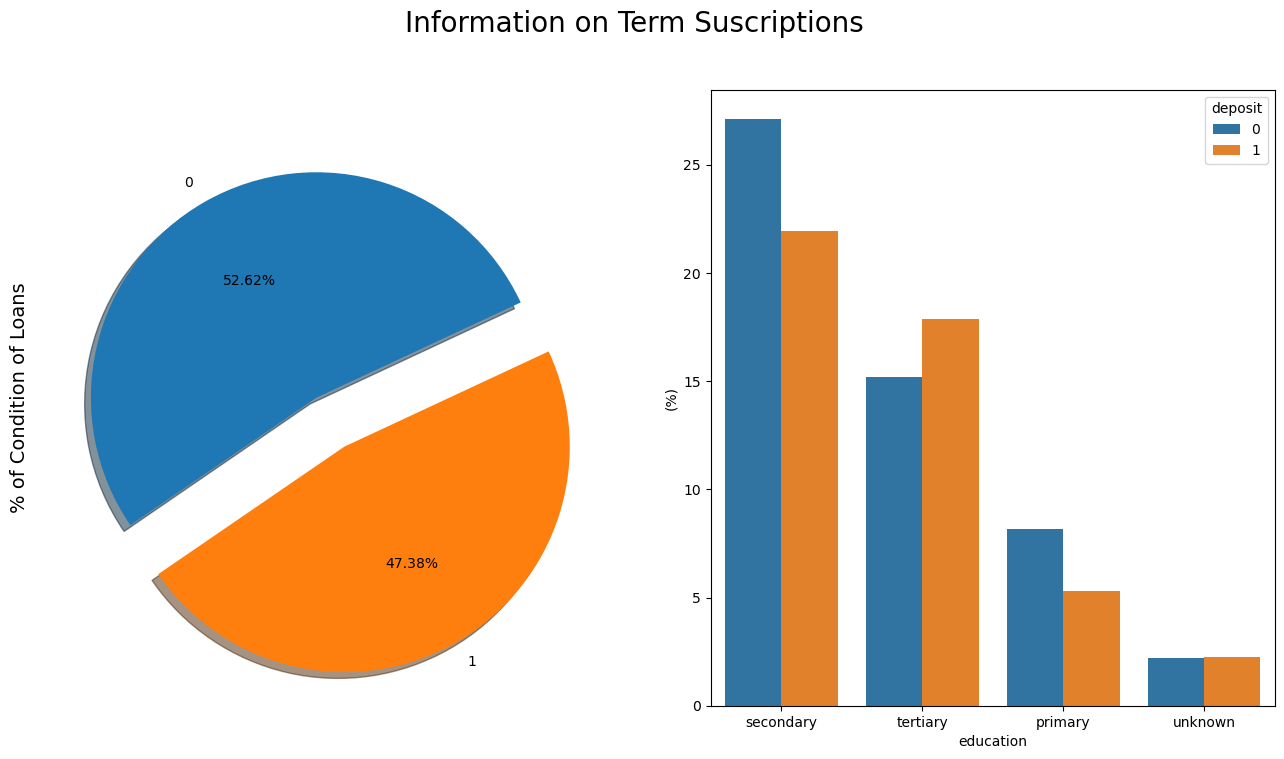 Information on Term Suscriptions
% of Condition of Loans
0
52.62%
47.38%
1
(%)
25
20
15
10
5
0
deposit
0
1
secondary tertiary primary unknown
education